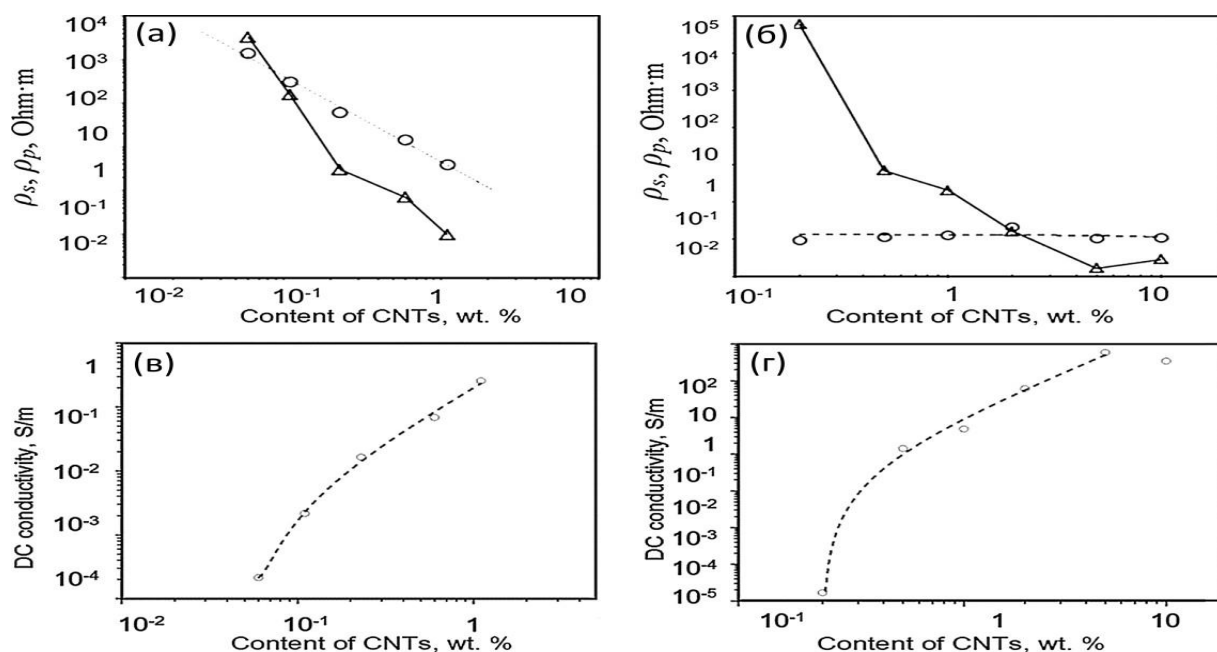 (а)
ρs, ρp, Ohm·m
10⁴
10³
10²
10
1
10⁻¹
10⁻²
10⁻² 10⁻¹ 1 10
Content of CNTs, wt. %
(б)
ρs, ρp, Ohm·m
10⁵
10⁴
10³
10²
10
1
10⁻¹
10⁻²
10⁻¹ 1 10
Content of CNTs, wt. %
(в)
DC conductivity, S/m
1
10⁻¹
10⁻²
10⁻³
10⁻⁴
10⁻² 10⁻¹ 1
Content of CNTs, wt. %
(г)
DC conductivity, S/m
10²
10
1
10⁻¹
10⁻²
10⁻³
10⁻⁴
10⁻⁵
10⁻¹ 1 10
Content of CNTs, wt. %